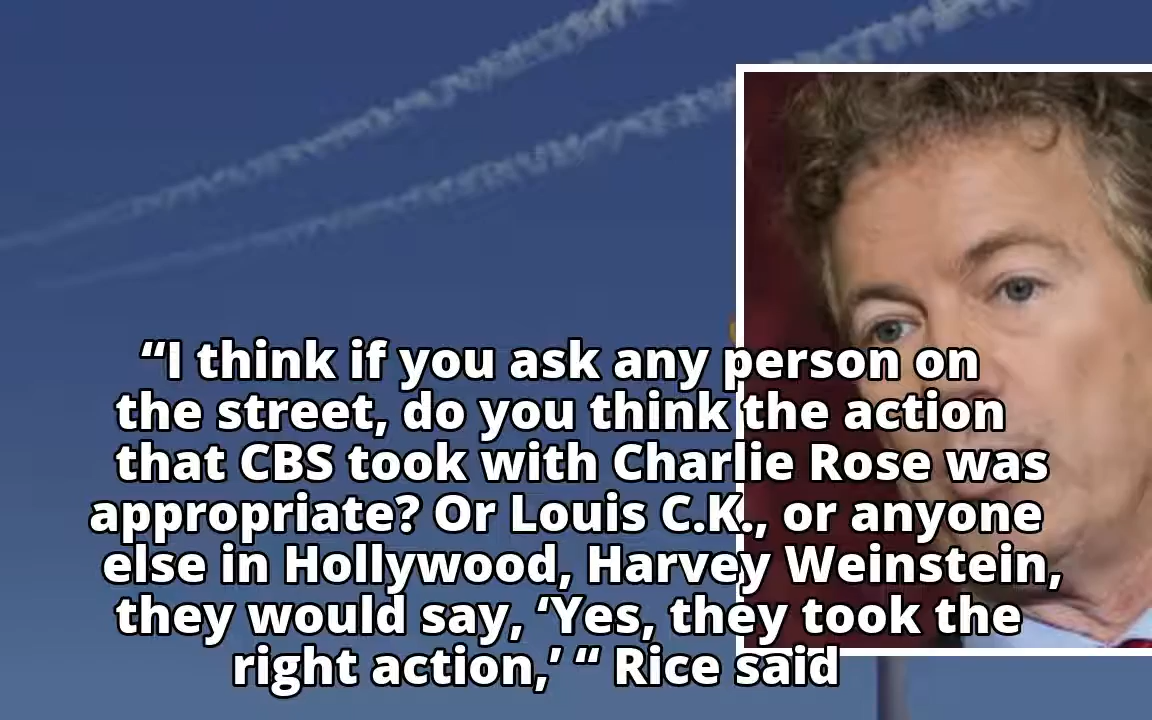 “I think if you ask any person on
the street, do you think the action
that CBS took with Charlie Rose was
appropriate? Or Louis C.K., or anyone
else in Hollywood, Harvey Weinstein,
they would say, ‘Yes, they took the
right action,’ “ Rice said